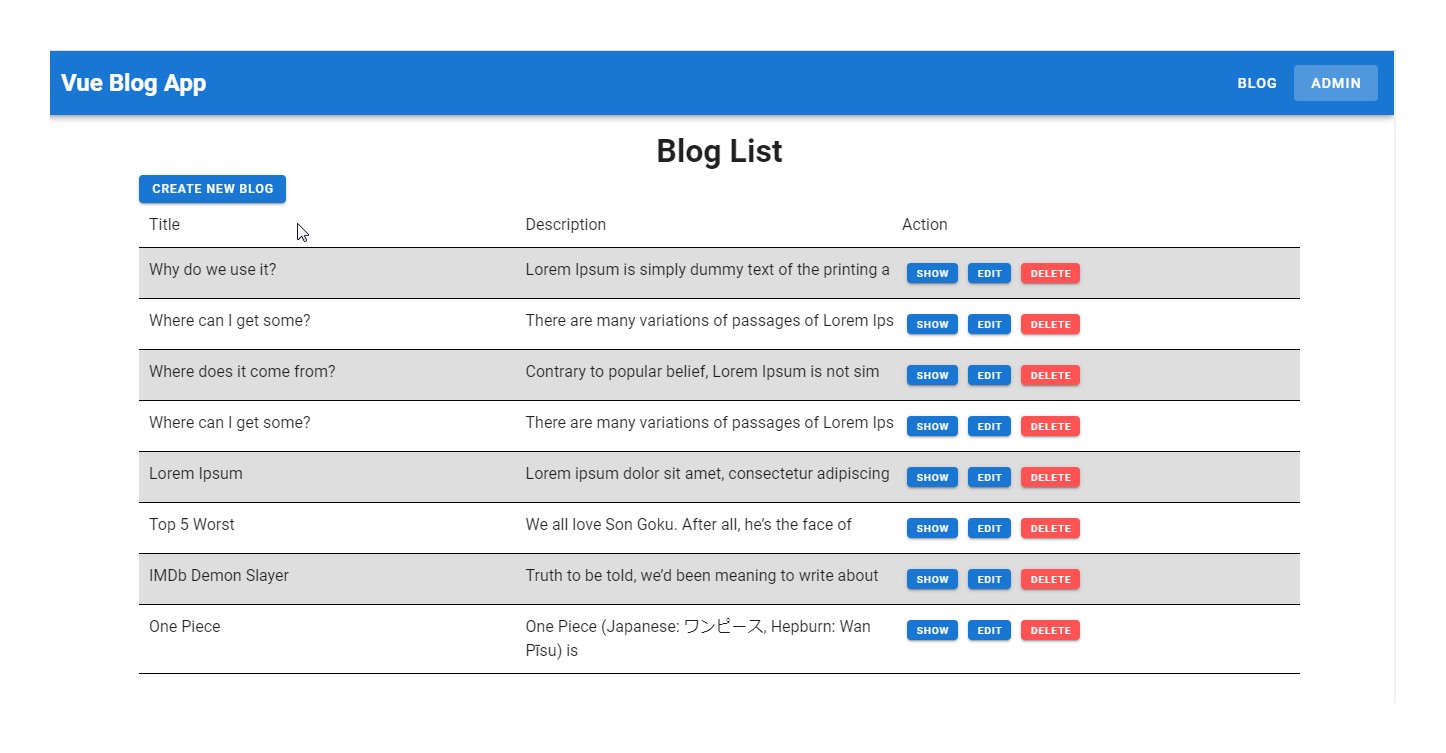 Vue Blog App BLOG ADMIN
Blog List
CREATE NEW BLOG
Title Description Action
Why do we use it? Lorem Ipsum is simply dummy text of the printing a SHOW EDIT DELETE
Where can I get some? There are many variations of passages of Lorem Ips SHOW EDIT DELETE
Where does it come from? Contrary to popular belief, Lorem Ipsum is not sim SHOW EDIT DELETE
Where can I get some? There are many variations of passages of Lorem Ips SHOW EDIT DELETE
Lorem Ipsum Lorem ipsum dolor sit amet, consectetur adipiscing SHOW EDIT DELETE
Top 5 Worst We all love Son Goku. After all, he’s the face of SHOW EDIT DELETE
IMDb Demon Slayer Truth to be told, we’d been meaning to write about SHOW EDIT DELETE
One Piece One Piece (Japanese: ワンピース, Hepburn: Wan SHOW EDIT DELETE
Pīsu) is